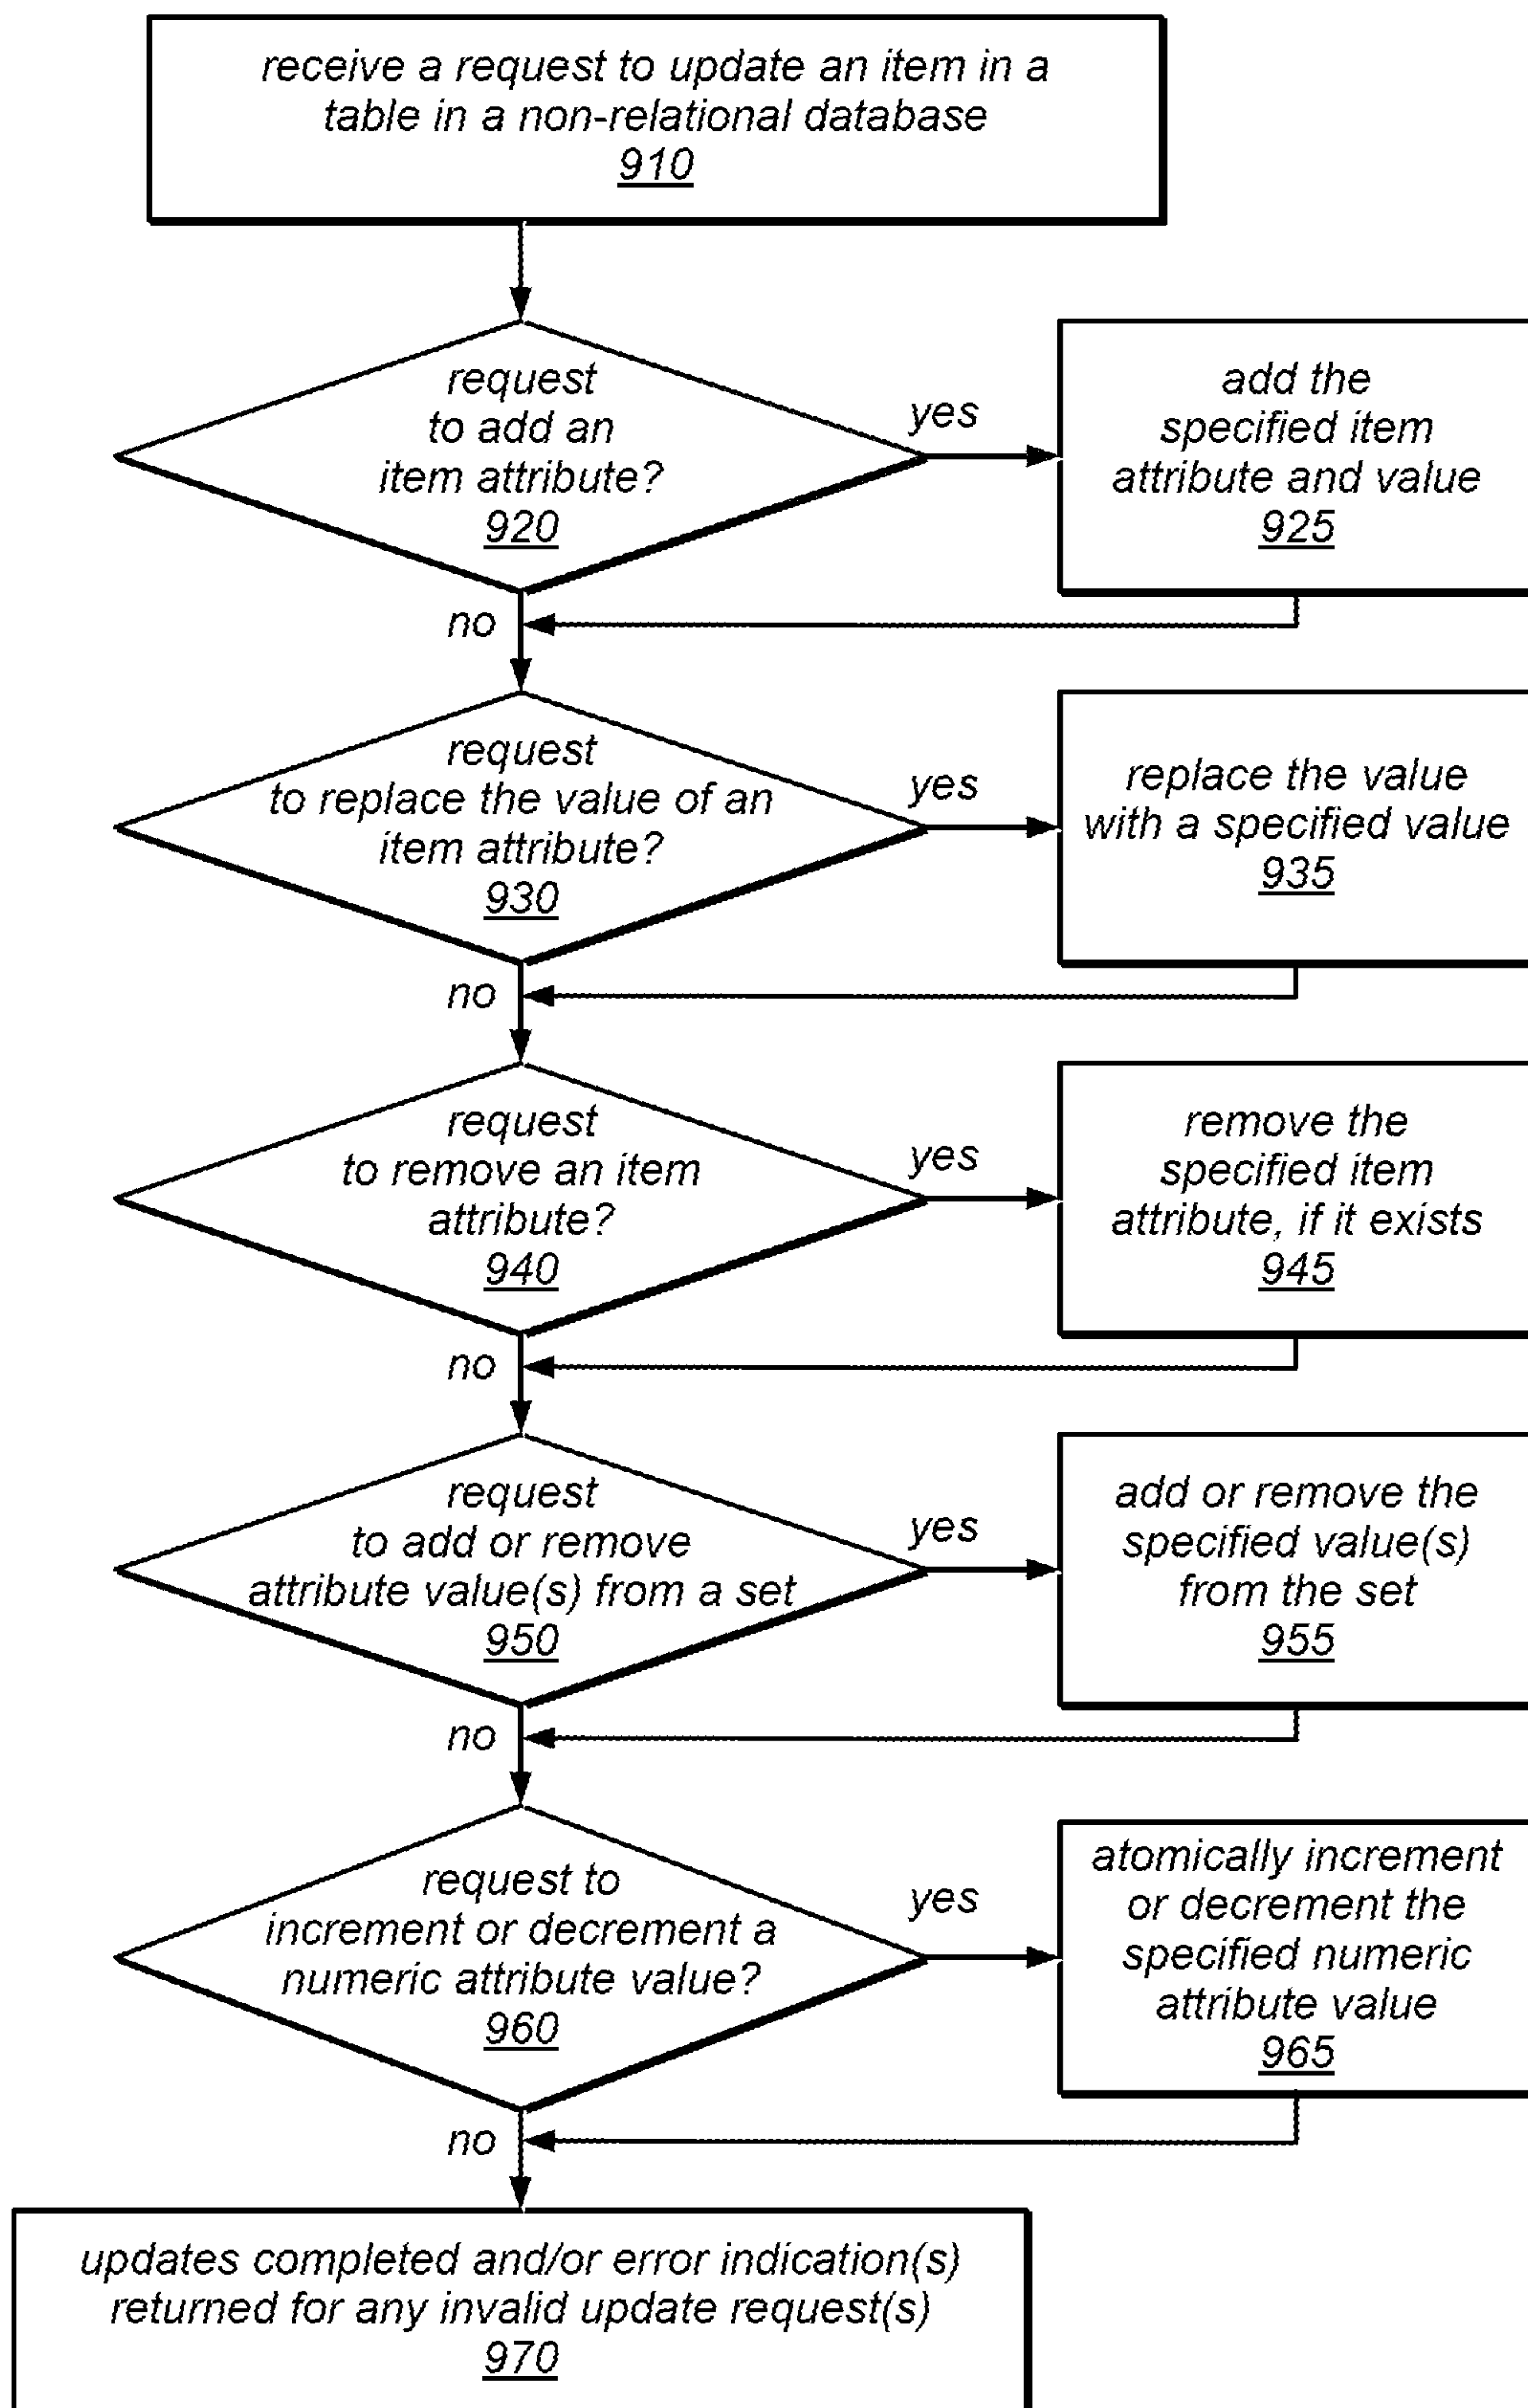 receive a request to update an item in a
table in a non-relational database
910
request
to add an
item attribute?
920
yes
add the
specified item
attribute and value
925
no
request
to replace the value of an
item attribute?
930
yes
replace the value
with a specified value
935
no
request
to remove an item
attribute?
940
yes
remove the
specified item
attribute, if it exists
945
no
request
to add or remove
attribute value(s) from a set
950
yes
add or remove the
specified value(s)
from the set
955
no
request to
increment or decrement a
numeric attribute value?
960
yes
atomically increment
or decrement the
specified numeric
attribute value
965
no
updates completed and/or error indication(s)
returned for any invalid update request(s)
970